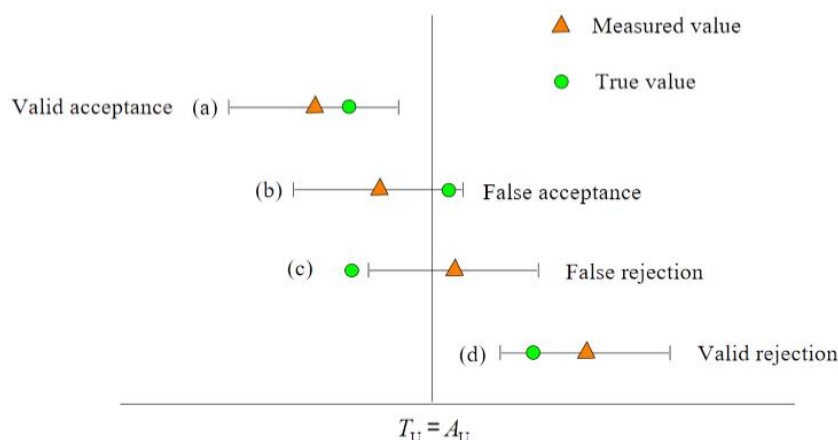 Measured value
True value
Valid acceptance (a)
(b) False acceptance
(c) False rejection
(d) Valid rejection
T_U = A_U